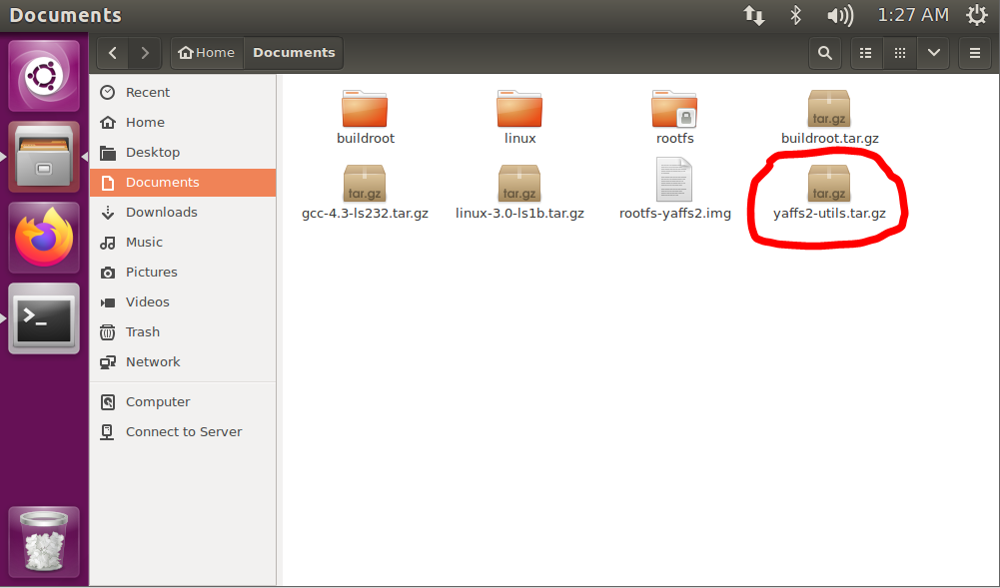 Documents
1:27 AM
Home
Documents
Recent
Home
Desktop
Documents
Downloads
Music
Pictures
Videos
Trash
Network
Computer
Connect to Server
buildroot
linux
rootfs
tar.gz
buildroot.tar.gz
tar.gz
gcc-4.3-ls232.tar.gz
tar.gz
linux-3.0-ls1b.tar.gz
rootfs-yaffs2.img
tar.gz
yaffs2-utils.tar.gz